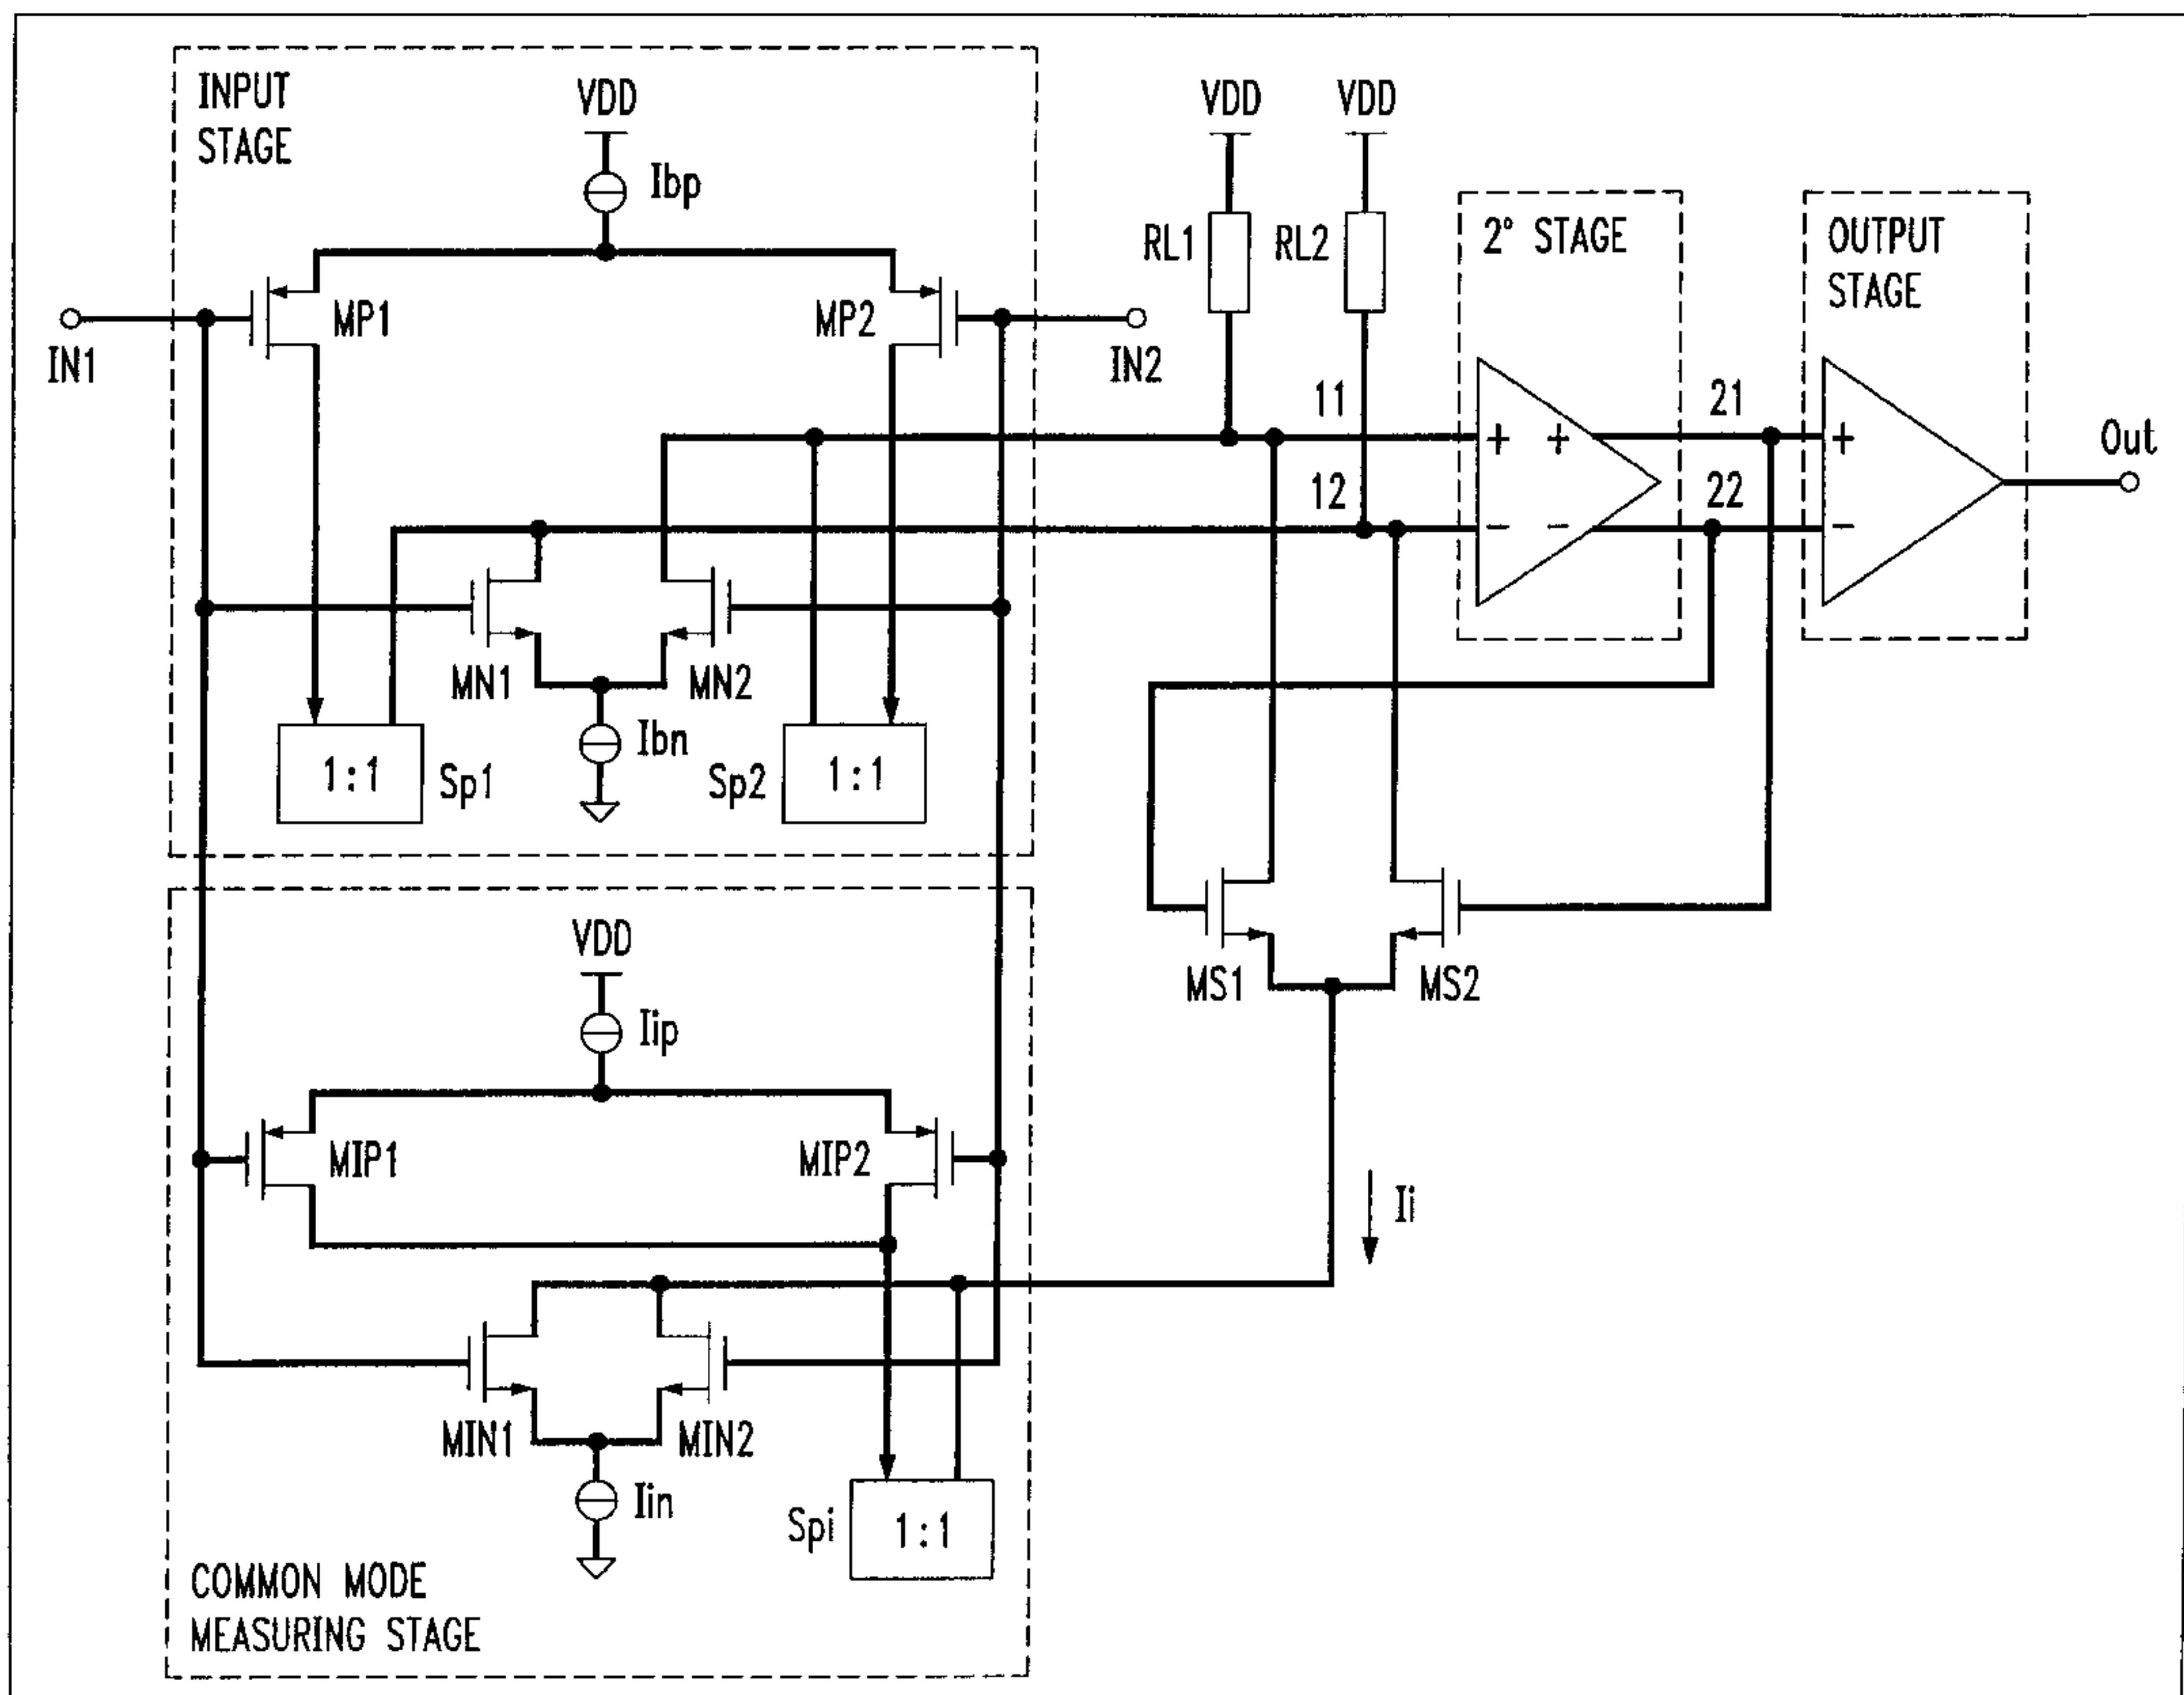 INPUT
STAGE
VDD
Ibp
VDD
VDD
RL1
RL2
2° STAGE
OUTPUT
STAGE
IN1
MP1
MP2
IN2
11
12
+
-
+
-
21
22
+
-
Out
MN1
MN2
Ibn
1:1
Sp1
Sp2
1:1
MS1
MS2
VDD
Iip
MIP1
MIP2
Ii
MIN1
MIN2
Iin
Spi
1:1
COMMON MODE
MEASURING STAGE